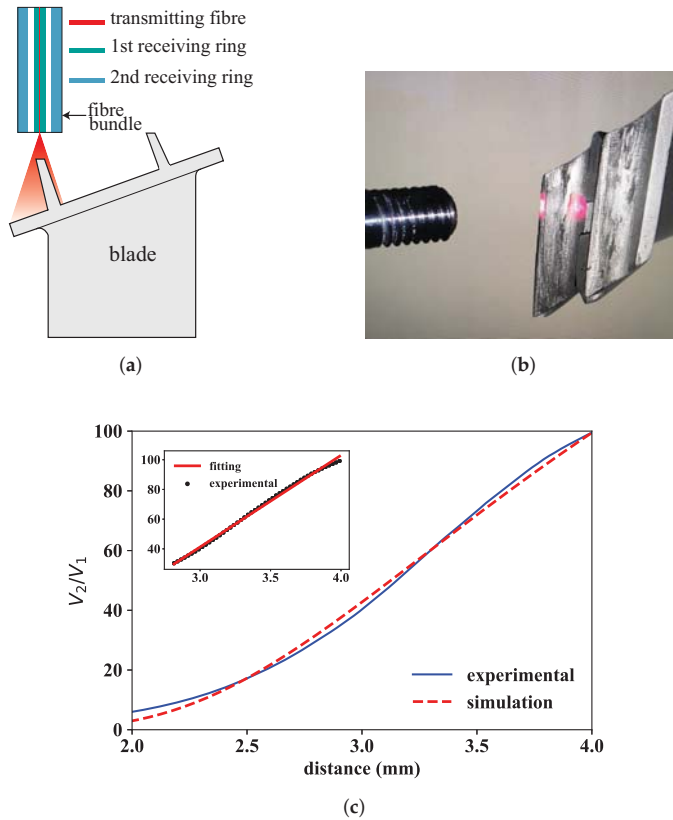 transmitting fibre
1st receiving ring
2nd receiving ring
fibre
bundle
blade
(a)
(b)
100
80
60
40
20
0
V₂/V₁
100
80
60
40
fitting
experimental
3.0 3.5 4.0
experimental
simulation
2.0 2.5 3.0 3.5 4.0
distance (mm)
(c)